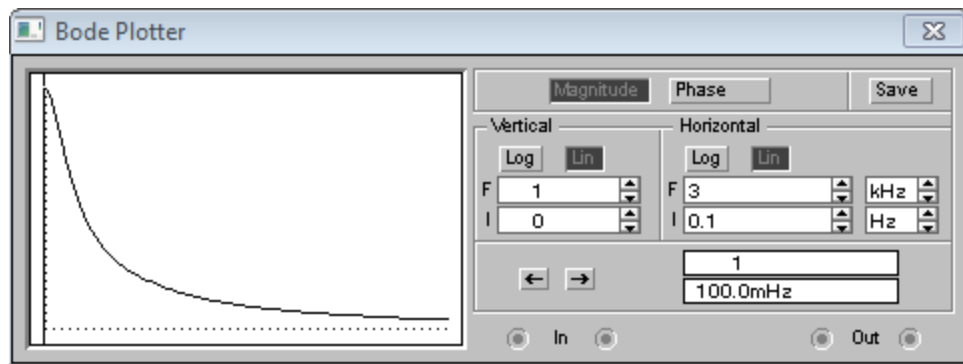 Bode Plotter
Magnitude Phase Save
Vertical Horizontal
Log Lin Log Lin
F 1 F 3 kHz
I 0 I 0.1 Hz
← → 1
100.0mHz
In Out